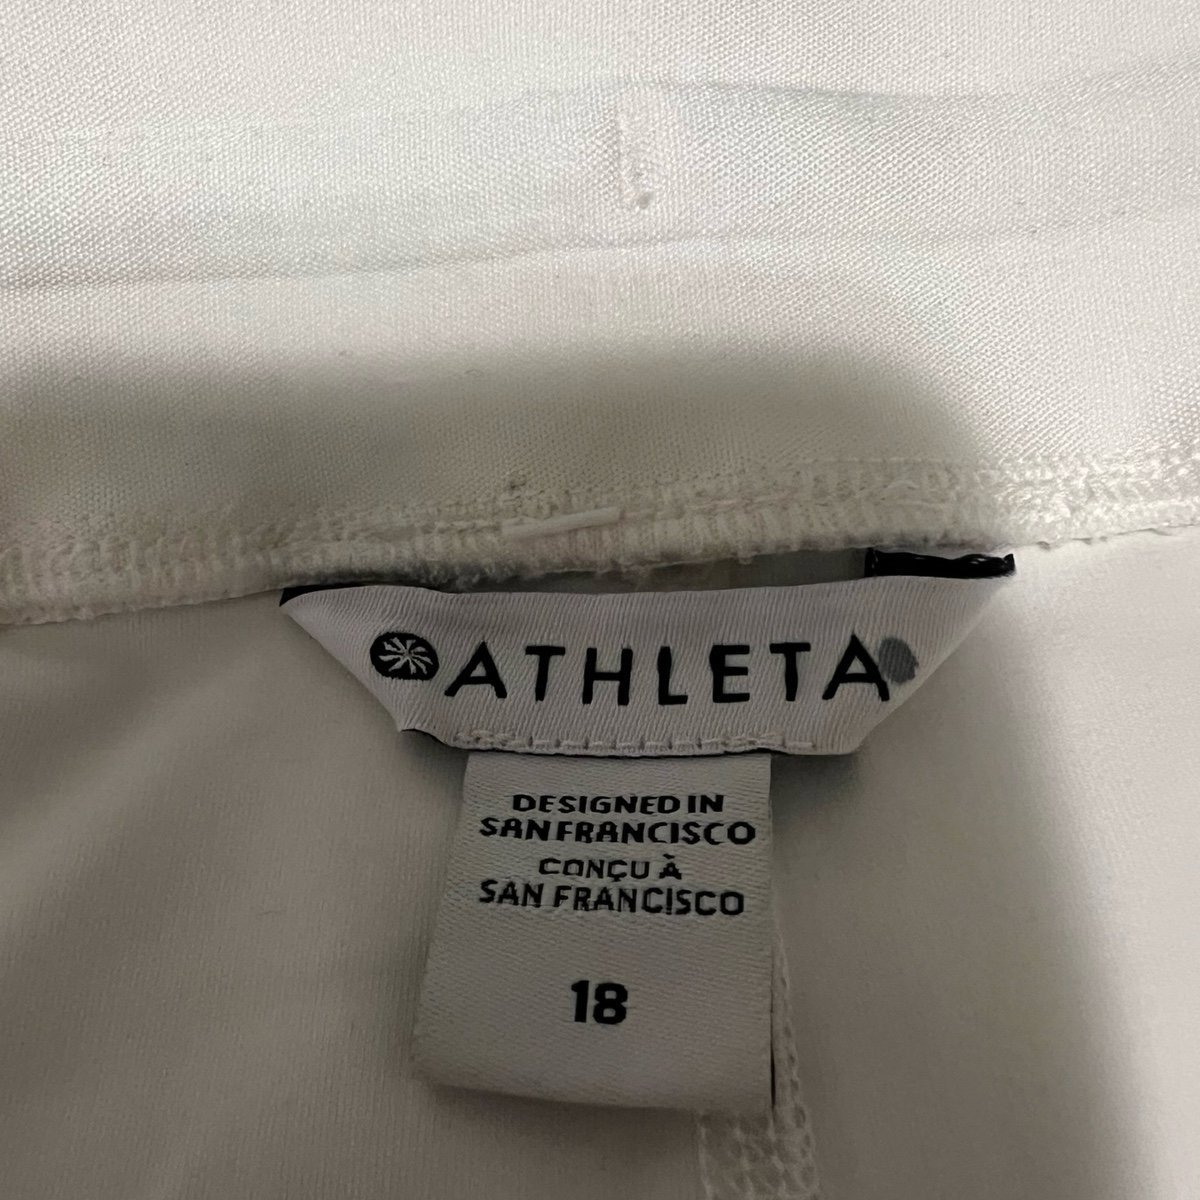 ATHLETA
DESIGNED IN
SAN FRANCISCO
CONÇU À
SAN FRANCISCO
18